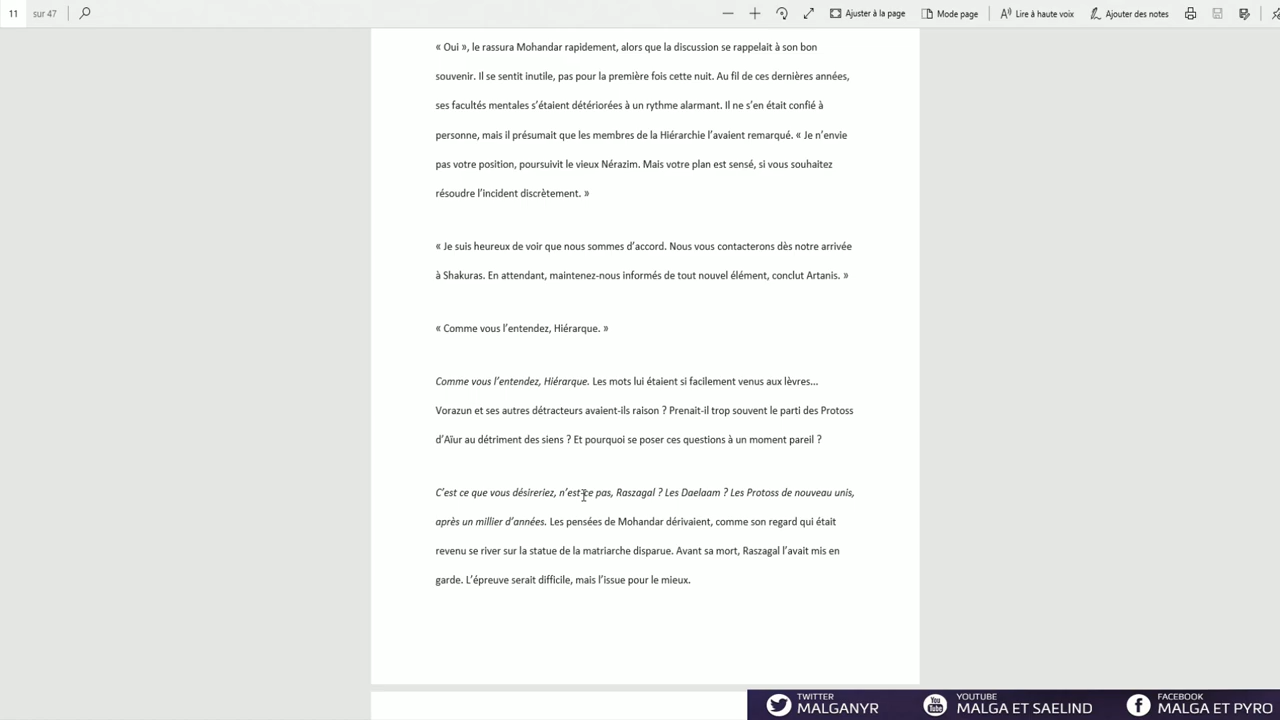 11 sur 47
Ajuster à la page
Mode page
Lire à haute voix
Ajouter des notes
« Oui », le rassura Mohandar rapidement, alors que la discussion se rappelait à son bon
souvenir. Il se sentit inutile, pas pour la première fois cette nuit. Au fil de ces dernières années,
ses facultés mentales s’étaient détériorées à un rythme alarmant. Il ne s’en était confié à
personne, mais il présumait que les membres de la Hiérarchie l’avaient remarqué. « Je n’envie
pas votre position, poursuivit le vieux Nérazim. Mais votre plan est sensé, si vous souhaitez
résoudre l’incident discrètement. »
« Je suis heureux de voir que nous sommes d’accord. Nous vous contacterons dès notre arrivée
à Shakuras. En attendant, maintenez-nous informés de tout nouvel élément, conclut Artanis. »
« Comme vous l’entendez, Hiérarque. »
Comme vous l’entendez, Hiérarque. Les mots lui étaient si facilement venus aux lèvres…
Vorazun et ses autres détracteurs avaient-ils raison ? Prenait-il trop souvent le parti des Protoss
d’Aïur au détriment des siens ? Et pourquoi se poser ces questions à un moment pareil ?
C’est ce que vous désireriez, n’est-ce pas, Raszagal ? Les Daelaam ? Les Protoss de nouveau unis,
après un millier d’années. Les pensées de Mohandar dérivaient, comme son regard qui était
revenu se river sur la statue de la matriarche disparue. Avant sa mort, Raszagal l’avait mis en
garde. L’épreuve serait difficile, mais l’issue pour le mieux.
TWITTER
MALGANYR
YOUTUBE
MALGA ET SAELIND
FACEBOOK
MALGA ET PYRO